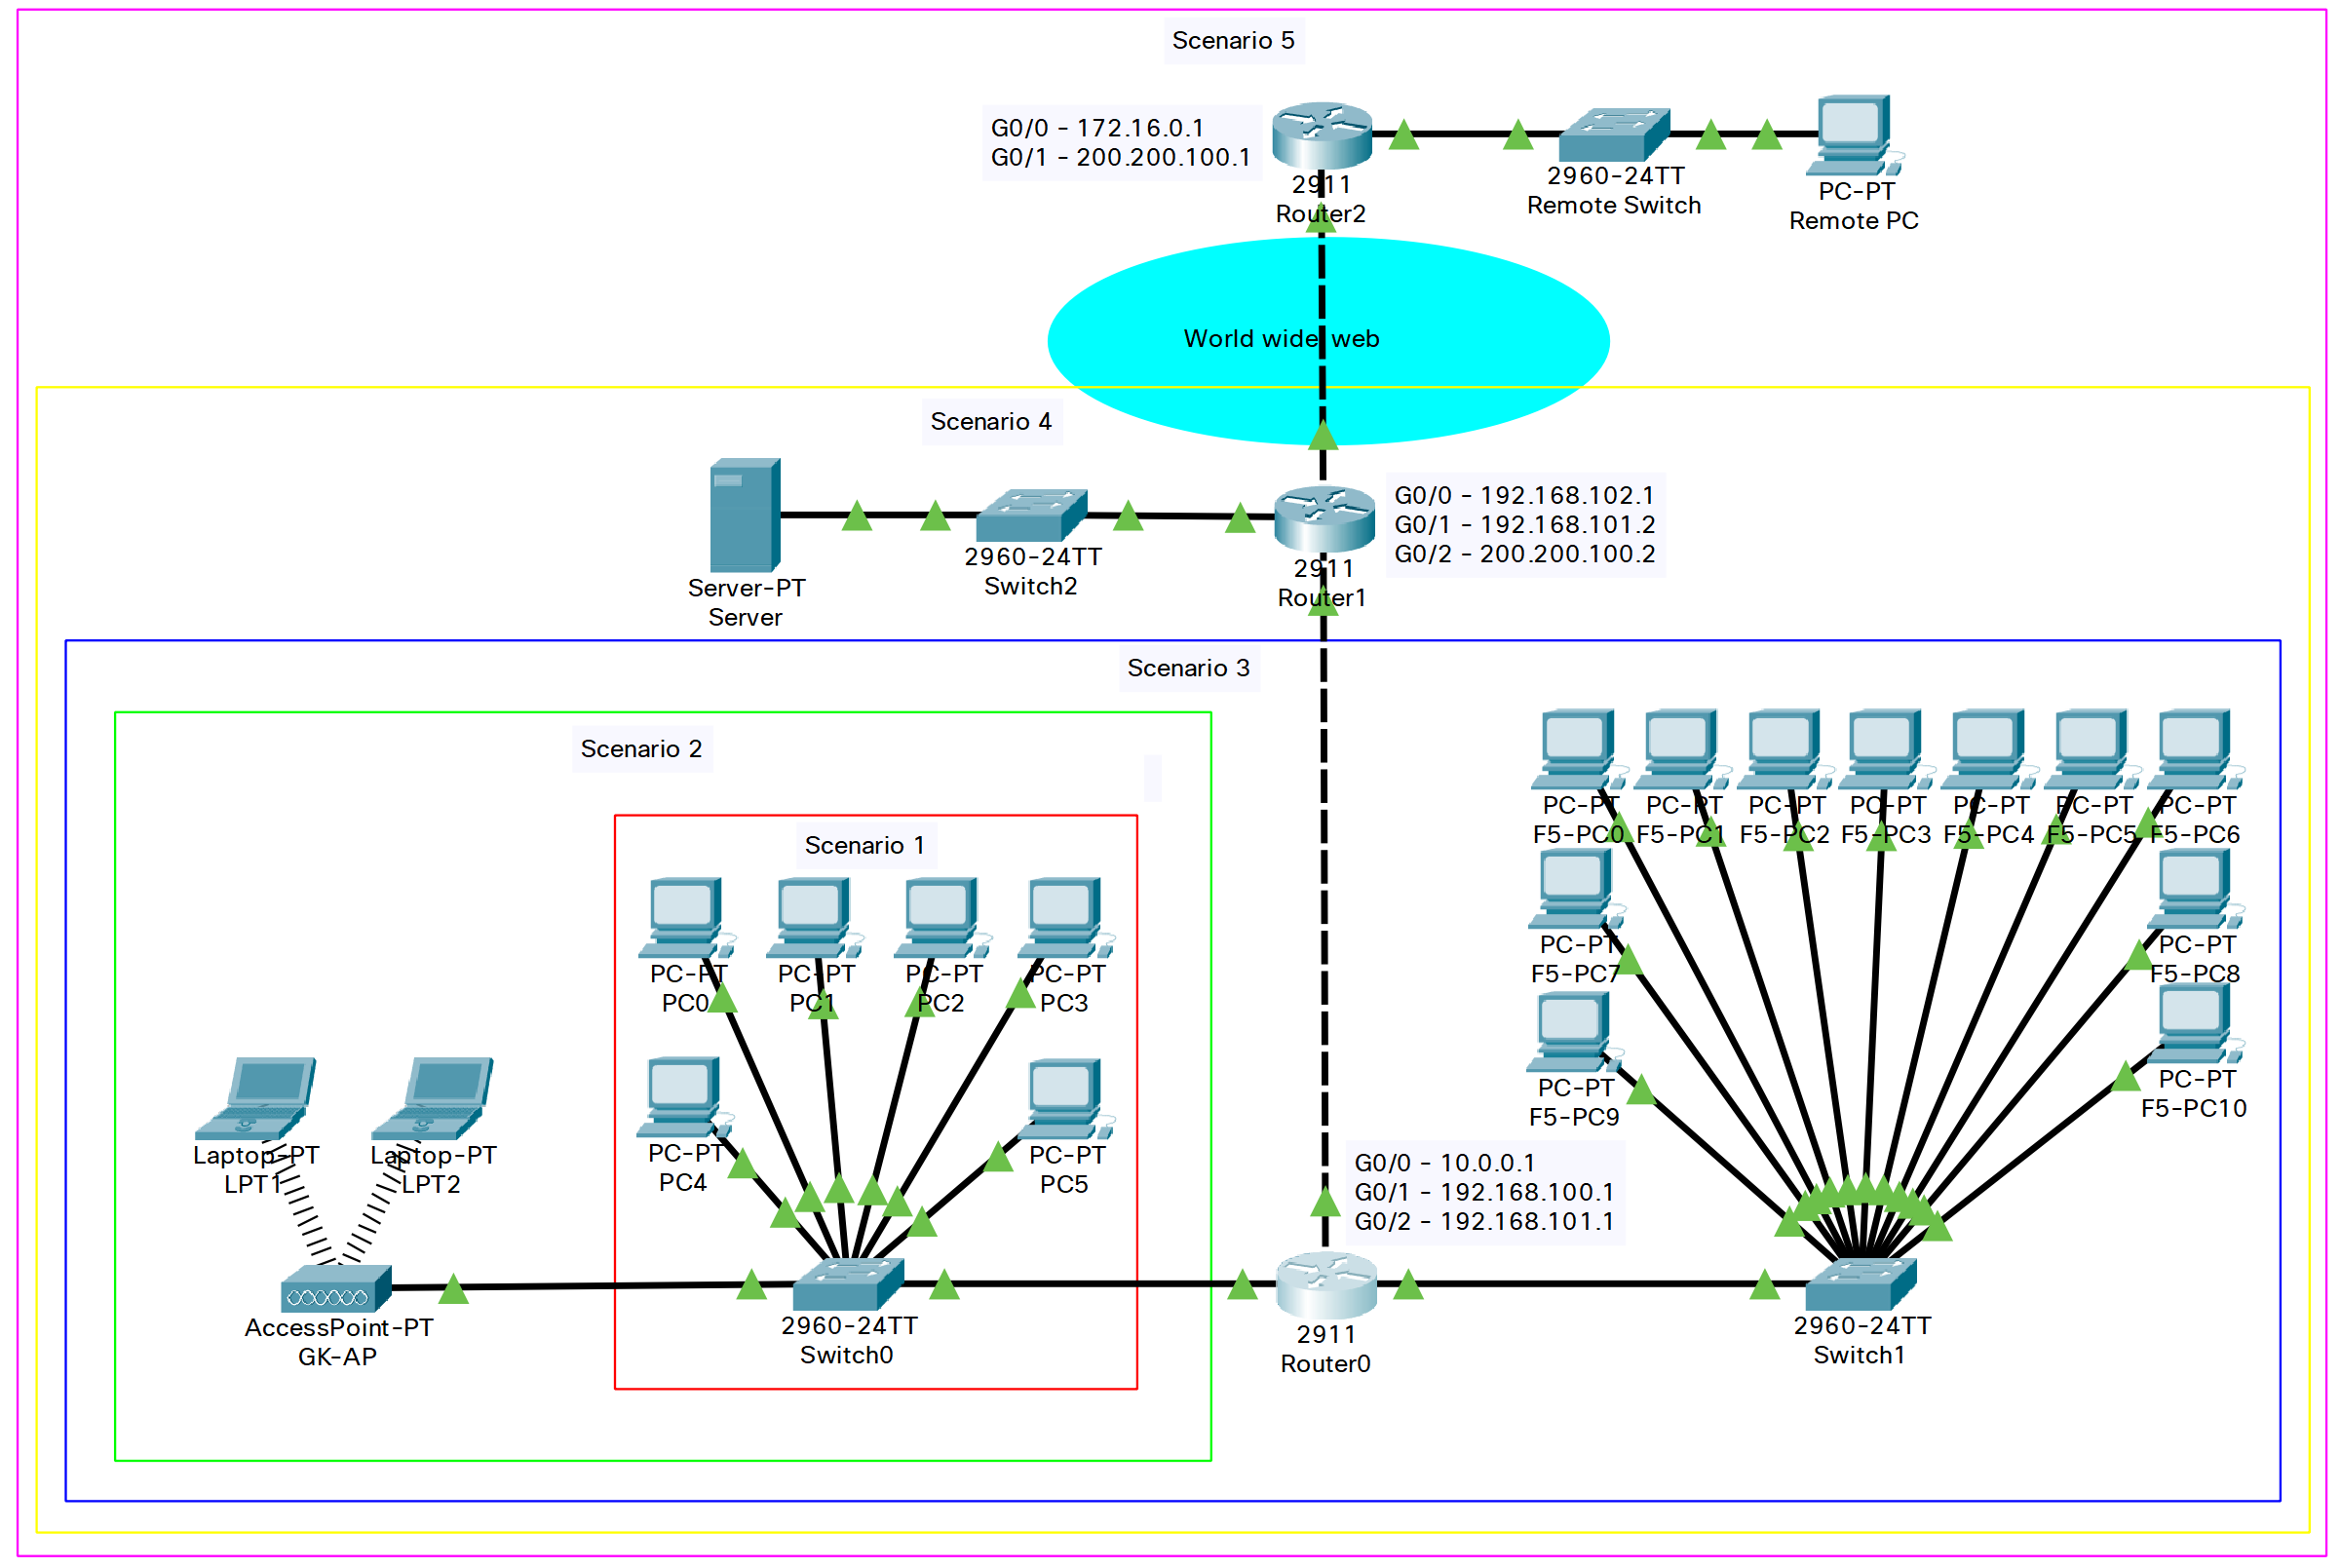 Scenario 5
G0/0 - 172.16.0.1
G0/1 - 200.200.100.1
2911
Router2
2960-24TT
Remote Switch
PC-PT
Remote PC
World wide web
Scenario 4
Server-PT
Server
2960-24TT
Switch2
2911
Router1
G0/0 - 192.168.102.1
G0/1 - 192.168.101.2
G0/2 - 200.200.100.2
Scenario 3
Scenario 2
Scenario 1
PC-PT
PC0
PC-PT
PC1
PC-PT
PC2
PC-PT
PC3
PC-PT
PC4
PC-PT
PC5
Laptop-PT
LPT1
Laptop-PT
LPT2
AccessPoint-PT
GK-AP
2960-24TT
Switch0
G0/0 - 10.0.0.1
G0/1 - 192.168.100.1
G0/2 - 192.168.101.1
2911
Router0
PC-PT
F5-PC0
PC-PT
F5-PC1
PC-PT
F5-PC2
PC-PT
F5-PC3
PC-PT
F5-PC4
PC-PT
F5-PC5
PC-PT
F5-PC6
PC-PT
F5-PC7
PC-PT
F5-PC8
PC-PT
F5-PC9
PC-PT
F5-PC10
2960-24TT
Switch1